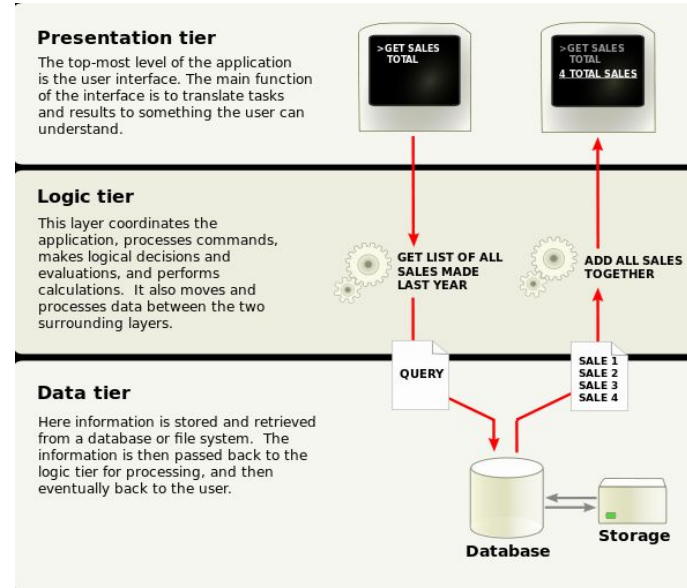 Presentation tier
The top-most level of the application
is the user interface. The main function
of the interface is to translate tasks
and results to something the user can
understand.
>GET SALES
TOTAL
>GET SALES
TOTAL
4 TOTAL SALES
Logic tier
This layer coordinates the
application, processes commands,
makes logical decisions and
evaluations, and performs
calculations.  It also moves and
processes data between the two
surrounding layers.
GET LIST OF ALL
SALES MADE
LAST YEAR
ADD ALL SALES
TOGETHER
QUERY
SALE 1
SALE 2
SALE 3
SALE 4
Data tier
Here information is stored and retrieved
from a database or file system.  The
information is then passed back to the
logic tier for processing, and then
eventually back to the user.
Database
Storage